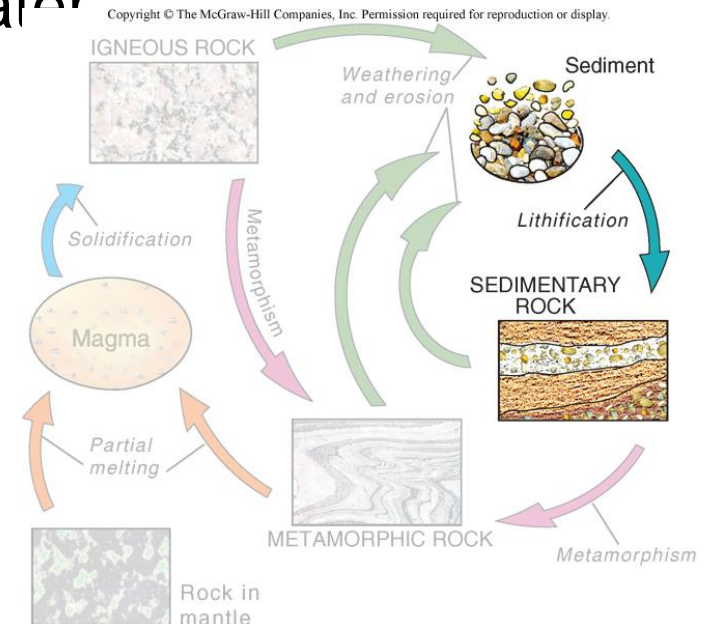 Copyright © The McGraw-Hill Companies, Inc. Permission required for reproduction or display.
IGNEOUS ROCK
Weathering
and erosion
Sediment
Lithification
Solidification
Metamorphism
SEDIMENTARY
ROCK
Magma
Partial
melting
METAMORPHIC ROCK
Metamorphism
Rock in
mantle